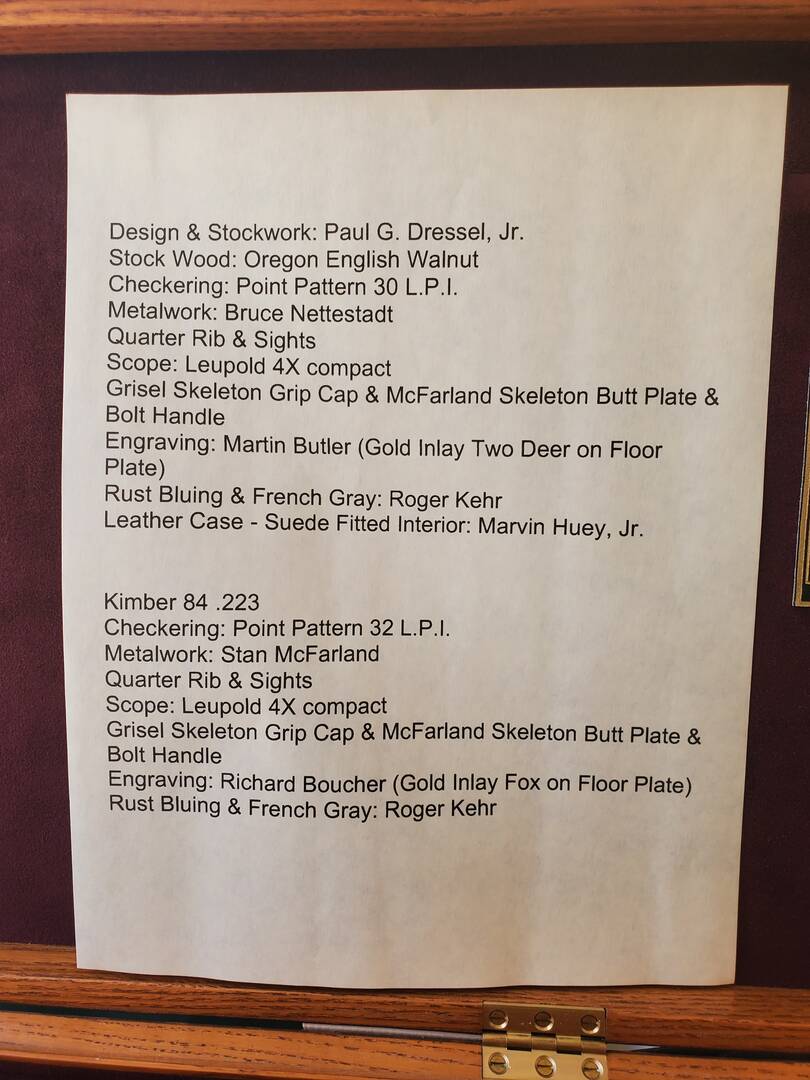 Design & Stockwork: Paul G. Dressel, Jr.
Stock Wood: Oregon English Walnut
Checkering: Point Pattern 30 L.P.I.
Metalwork: Bruce Nettestadt
Quarter Rib & Sights
Scope: Leupold 4X compact
Grisel Skeleton Grip Cap & McFarland Skeleton Butt Plate &
Bolt Handle
Engraving: Martin Butler (Gold Inlay Two Deer on Floor
Plate)
Rust Bluing & French Gray: Roger Kehr
Leather Case - Suede Fitted Interior: Marvin Huey, Jr.
Kimber 84 .223
Checkering: Point Pattern 32 L.P.I.
Metalwork: Stan McFarland
Quarter Rib & Sights
Scope: Leupold 4X compact
Grisel Skeleton Grip Cap & McFarland Skeleton Butt Plate &
Bolt Handle
Engraving: Richard Boucher (Gold Inlay Fox on Floor Plate)
Rust Bluing & French Gray: Roger Kehr